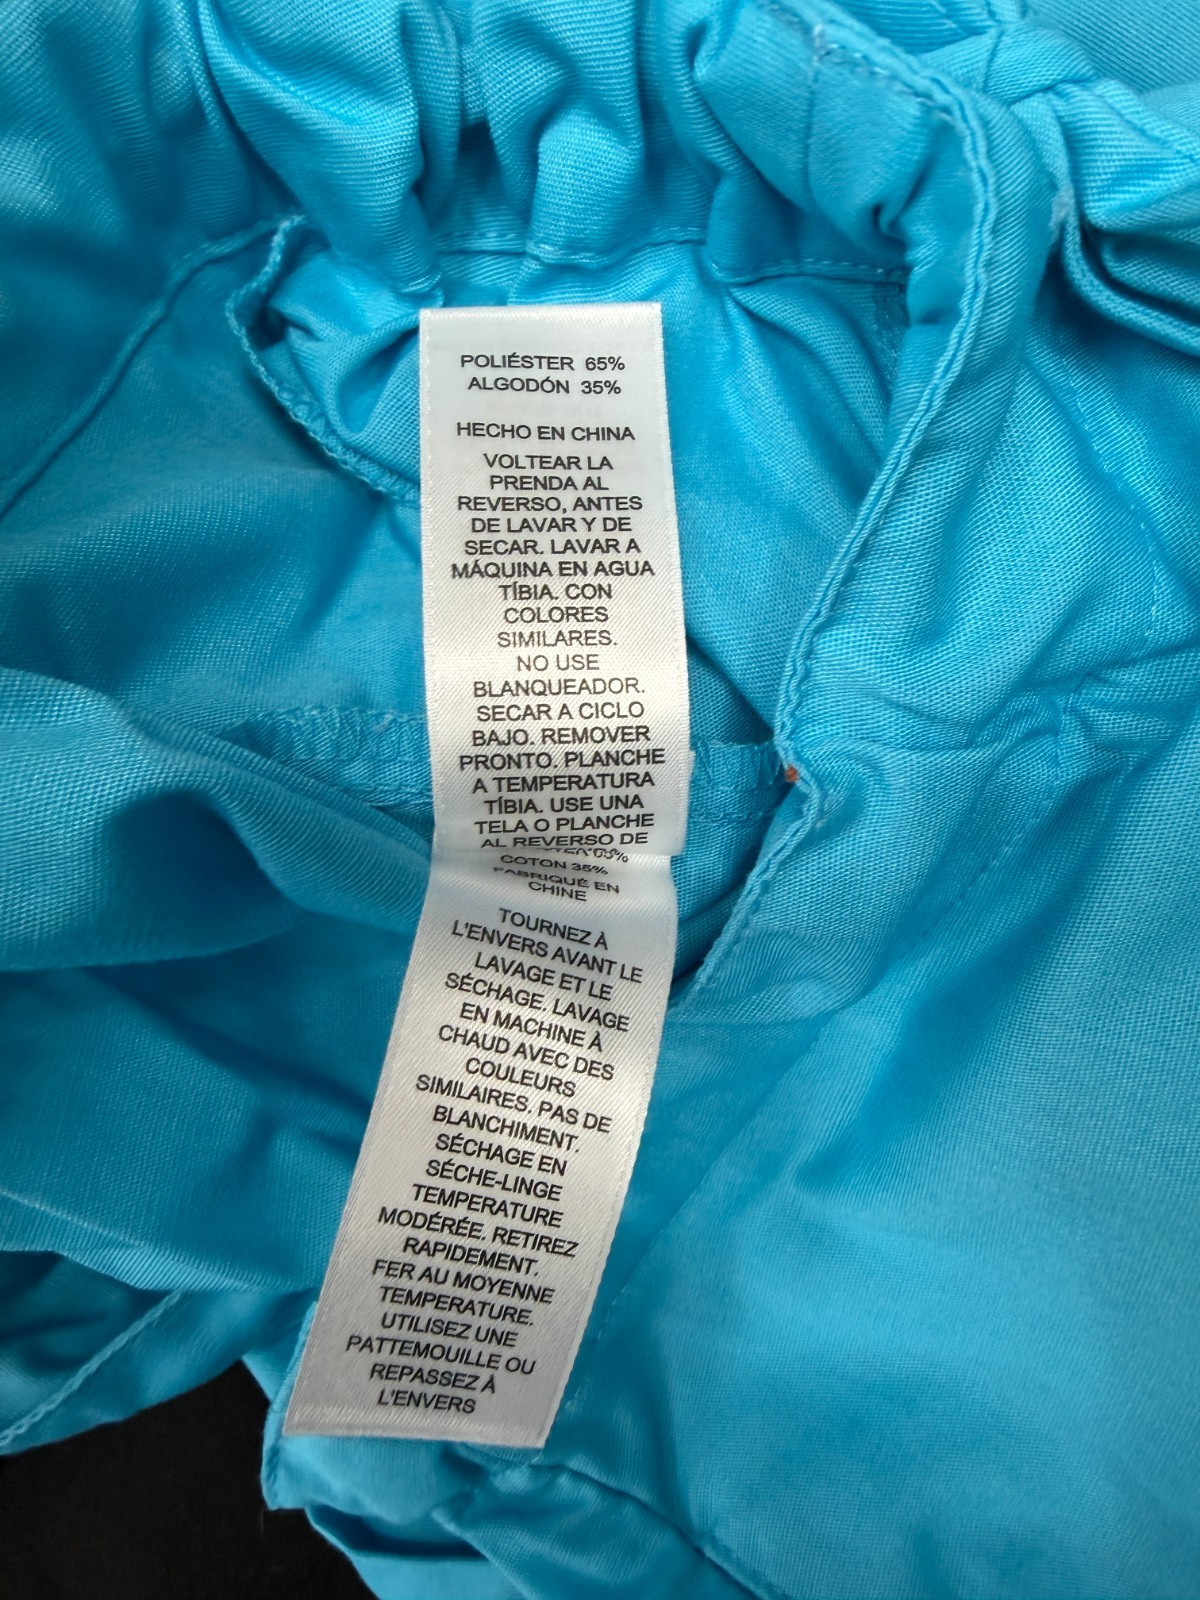 POLIÉSTER 65%
ALGODÓN 35%
HECHO EN CHINA
VOLTEAR LA
PRENDA AL
REVERSO, ANTES
DE LAVAR Y DE
SECAR. LAVAR A
MÁQUINA EN AGUA
TÍBIA. CON
COLORES
SIMILARES.
NO USE
BLANQUEADOR.
SECAR A CICLO
BAJO. REMOVER
PRONTO. PLANCHE
A TEMPERATURA
TÍBIA. USE UNA
TELA O PLANCHE
AL REVERSO DE
65%
COTON 35%
FABRIQUÉ EN
CHINE
TOURNEZ À
L'ENVERS AVANT LE
LAVAGE ET LE
SÉCHAGE. LAVAGE
EN MACHINE À
CHAUD AVEC DES
COULEURS
SIMILAIRES. PAS DE
BLANCHIMENT.
SÉCHAGE EN
SÉCHE-LINGE
TEMPERATURE
MODÉRÉE. RETIREZ
RAPIDEMENT.
FER AU MOYENNE
TEMPERATURE.
UTILISEZ UNE
PATTEMOUILLE OU
REPASSEZ À
L'ENVERS